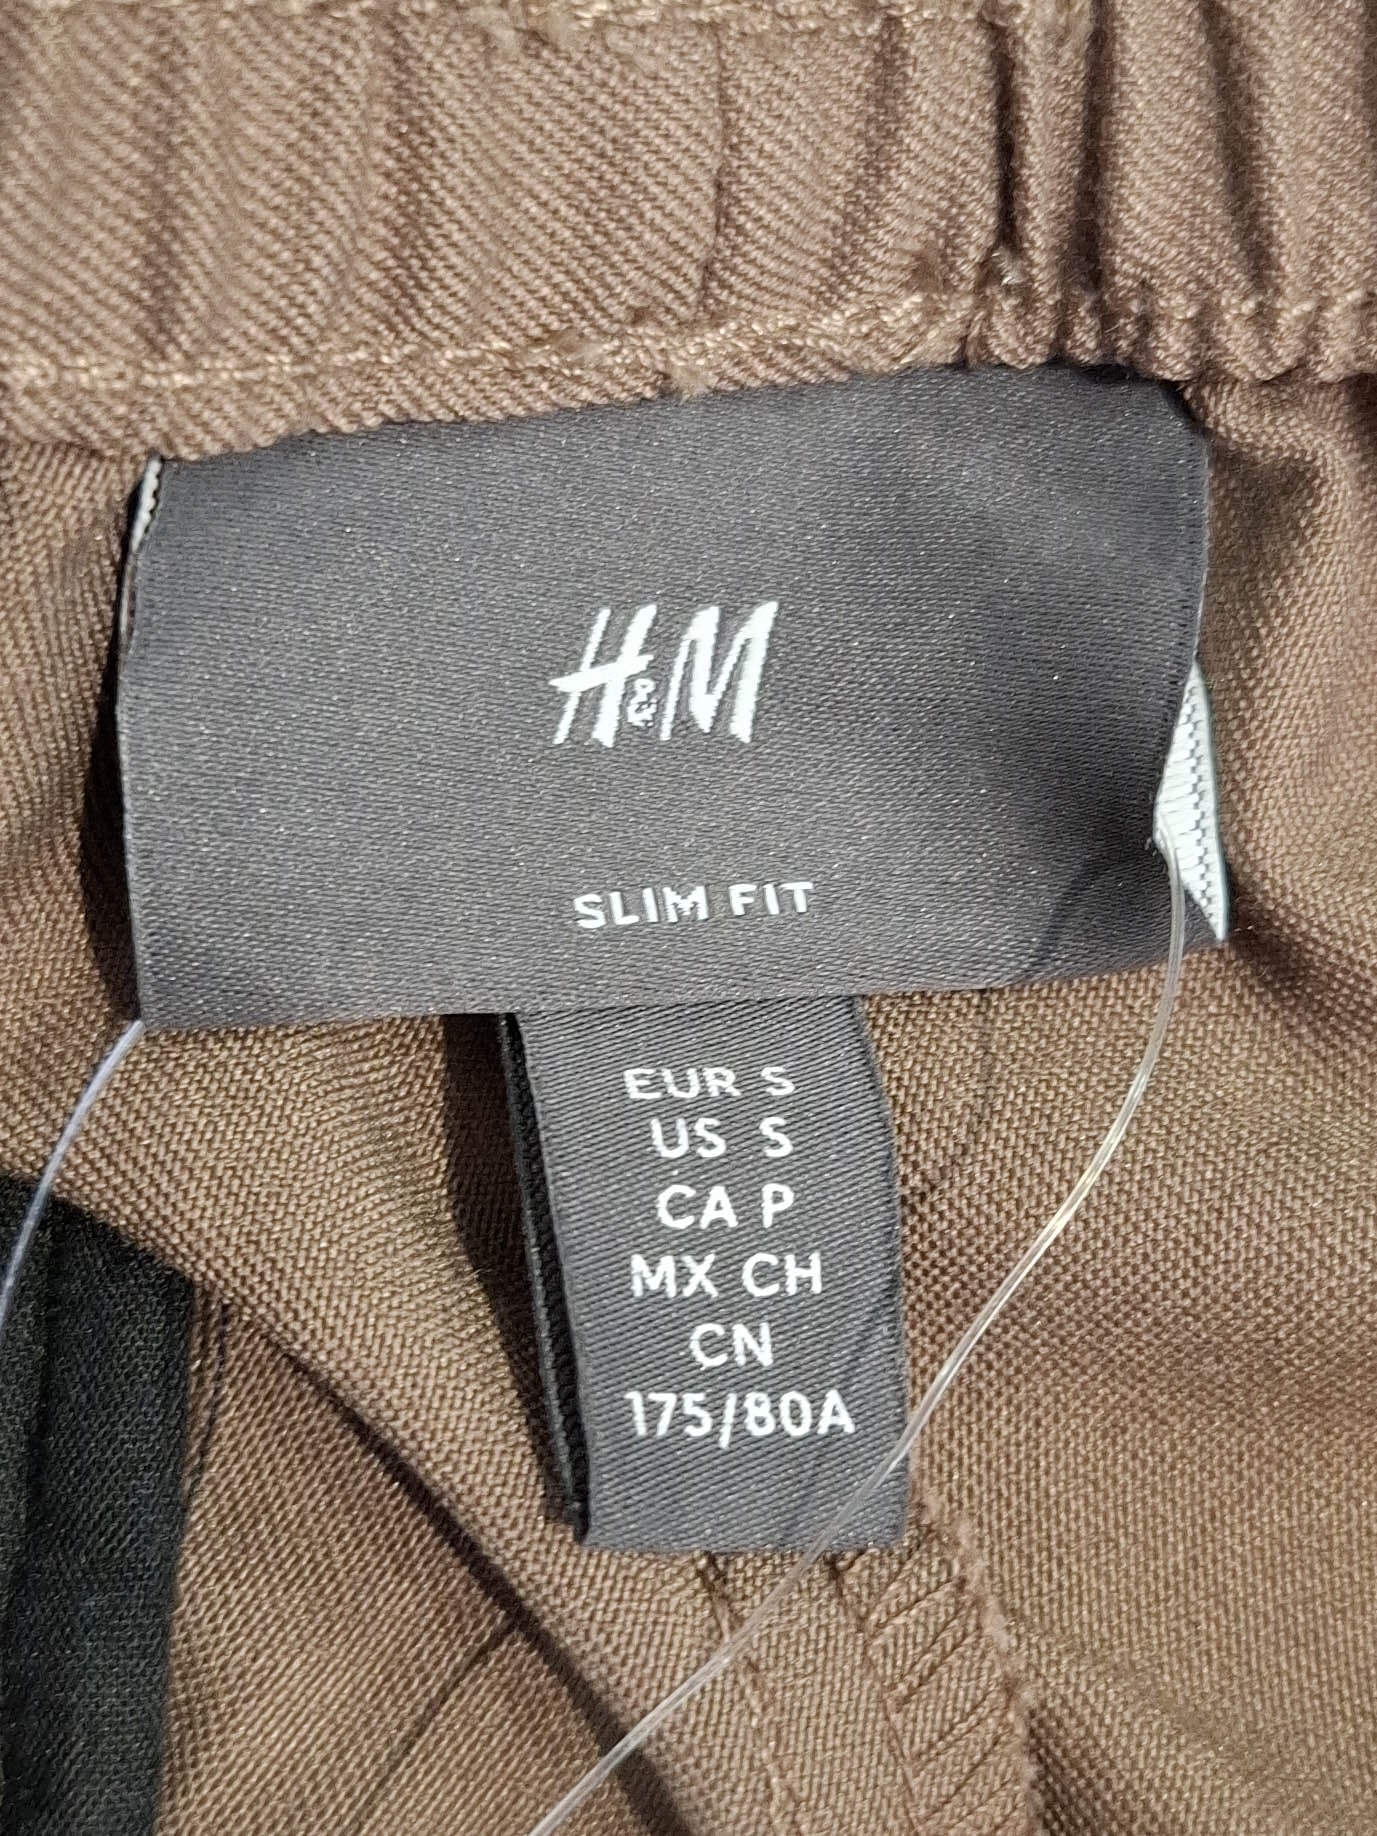 H&M
SLIM FIT
EUR S
US S
CA P
MX CH
CN
175/80A